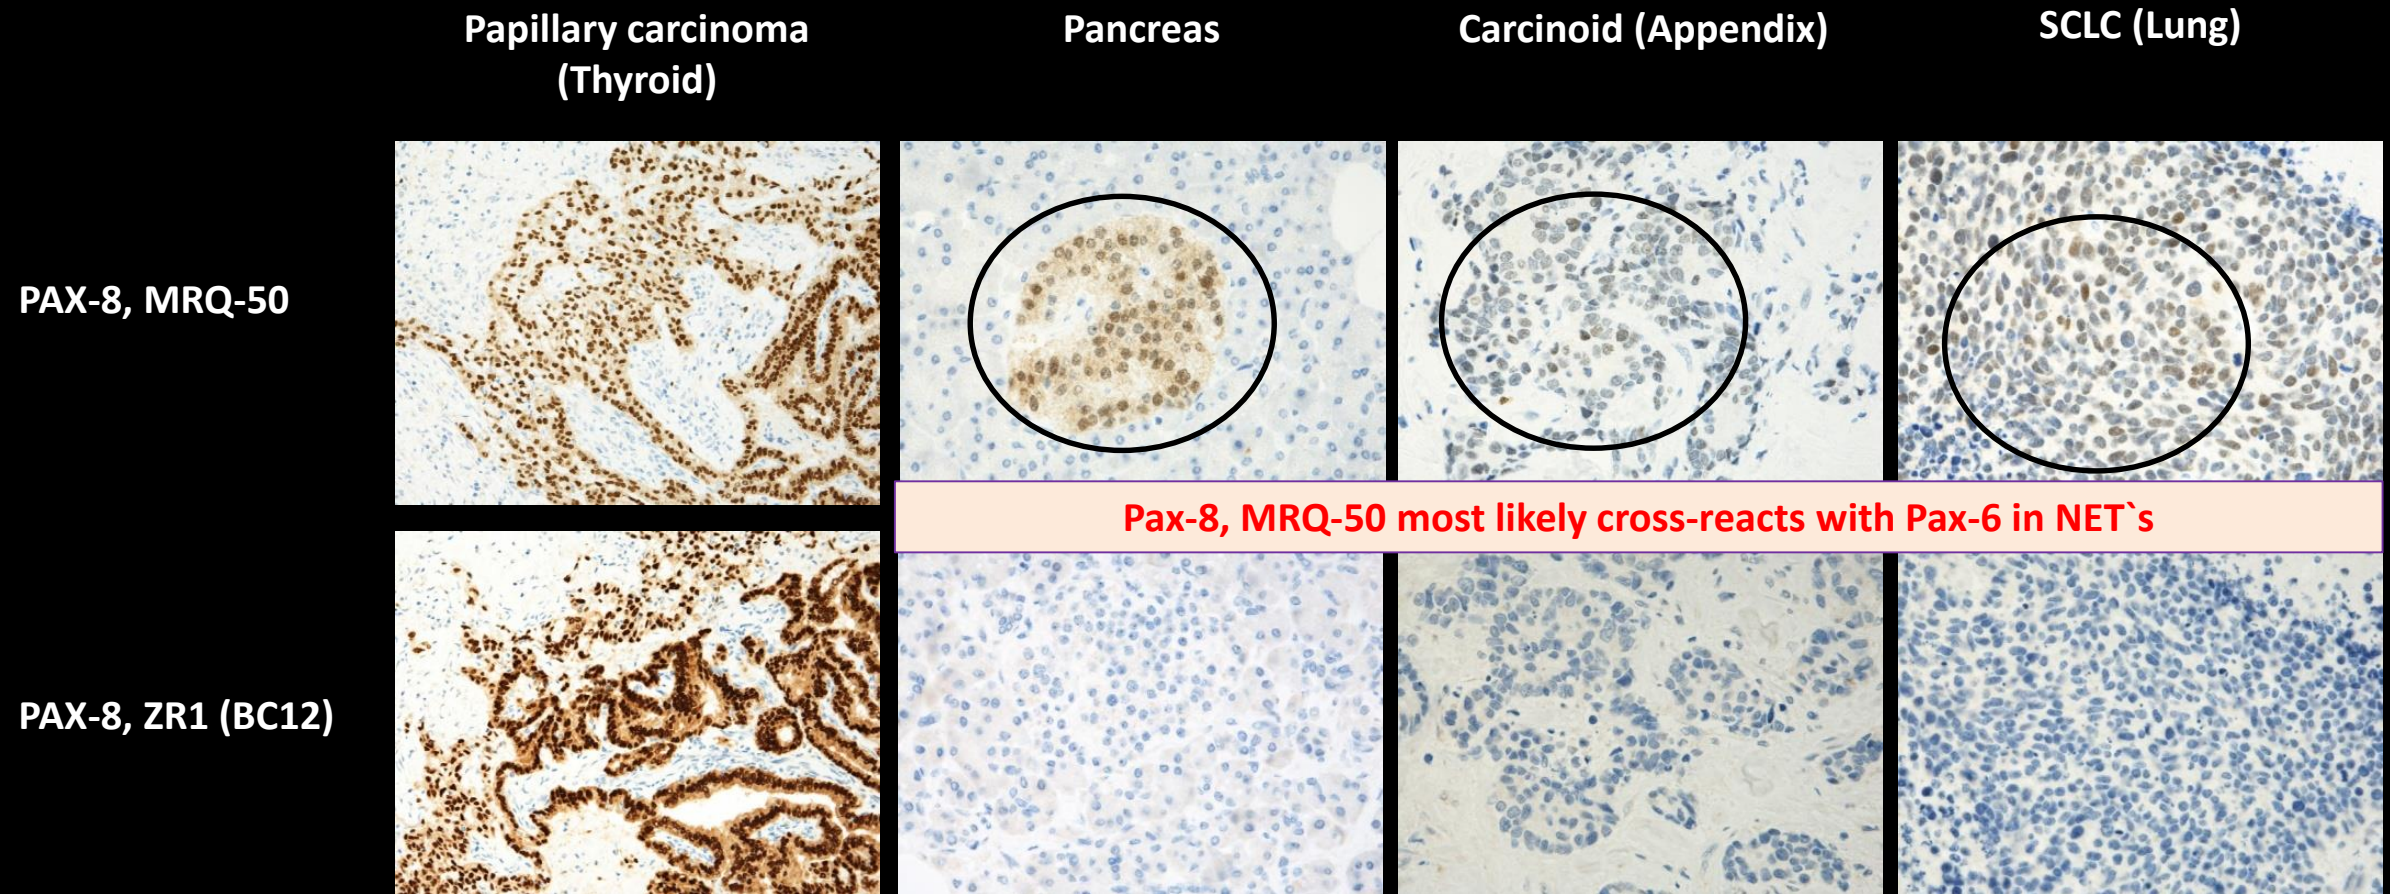 Papillary carcinoma
(Thyroid)
Pancreas
Carcinoid (Appendix)
SCLC (Lung)
PAX-8, MRQ-50
Pax-8, MRQ-50 most likely cross-reacts with Pax-6 in NET`s
PAX-8, ZR1 (BC12)